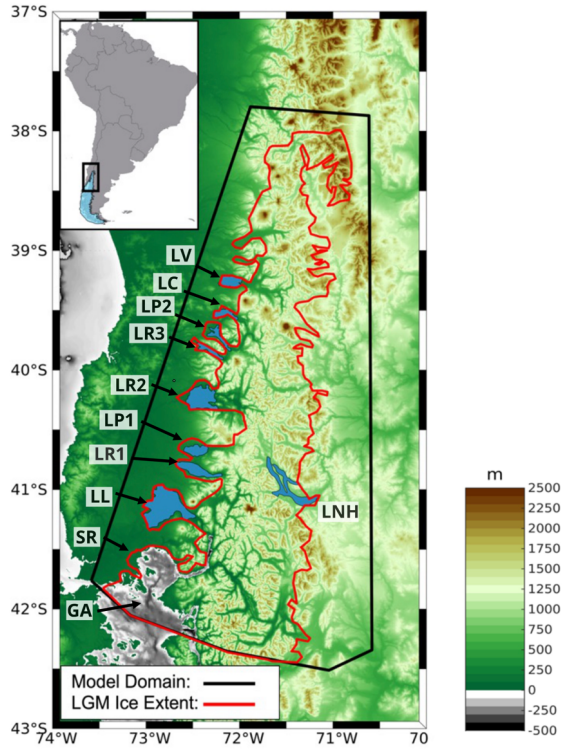 37°S
38°S
39°S
40°S
41°S
42°S
43°S
74°W
73°W
72°W
71°W
70
LV
LC
LP2
LR3
LR2
LP1
LR1
LL
SR
GA
LNH
Model Domain:
LGM Ice Extent:
m
2500
2250
2000
1750
1500
1250
1000
750
500
250
0
-250
-500